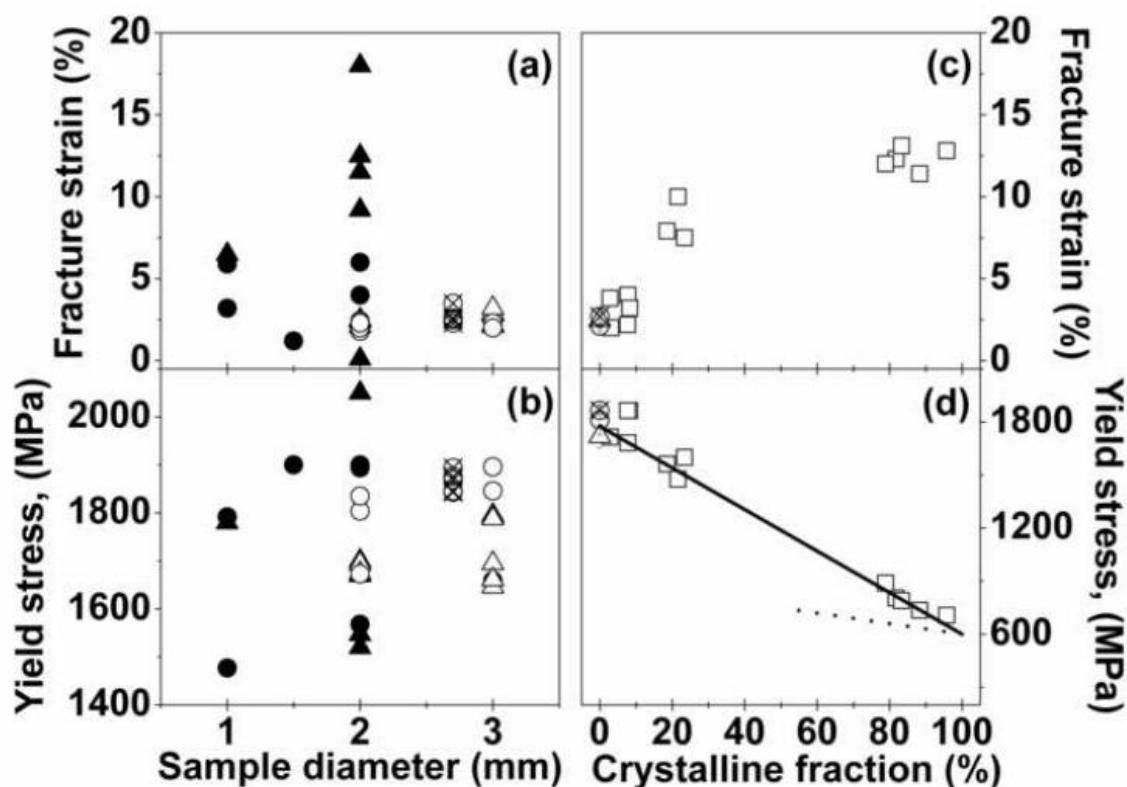 20
15
10
5
0
Fracture strain (%)
(a)
(c)
20
15
10
5
0
Fracture strain (%)
2000
1800
1600
1400
Yield stress, (MPa)
(b)
(d)
1800
1200
600
Yield stress, (MPa)
1 2 3
Sample diameter (mm)
0 20 40 60 80 100
Crystalline fraction (%)